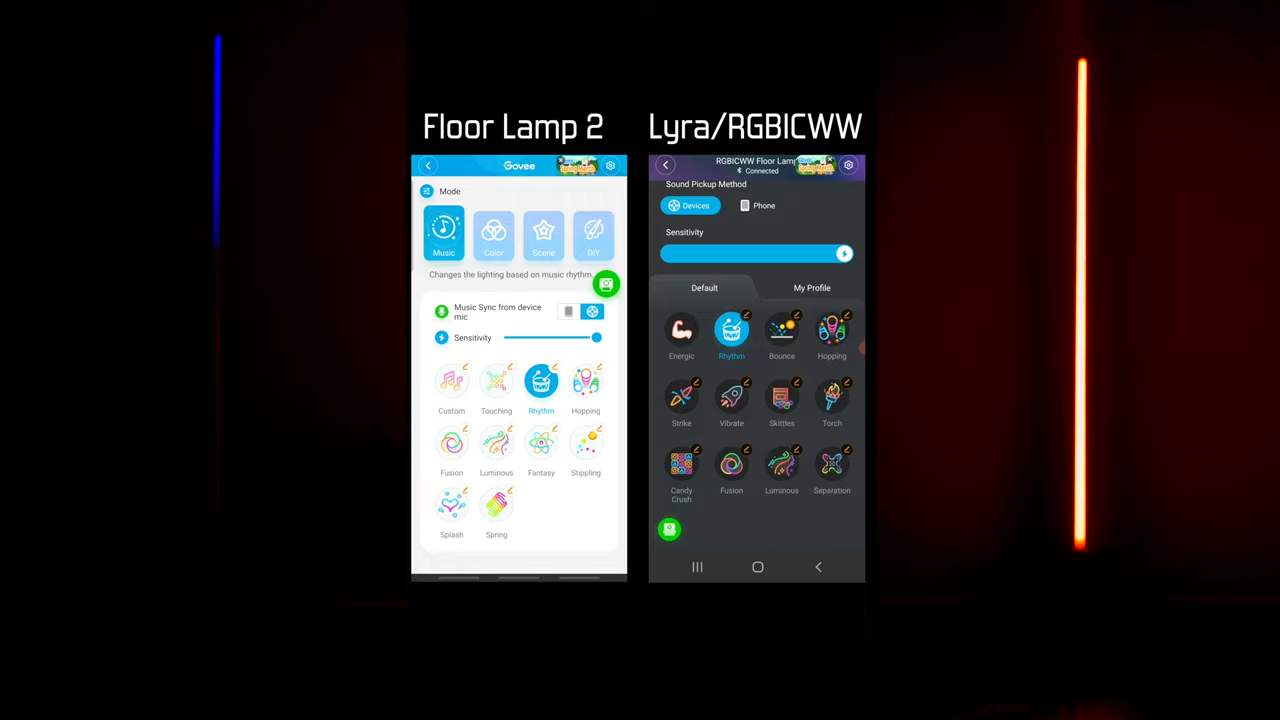 Floor Lamp 2
Lyra/RGBICWW
Govee
Mode
Music
Color
Scene
DIY
Changes the lighting based on music rhythm.
Music Sync from device
mic
Sensitivity
Custom
Touching
Rhythm
Hopping
Fusion
Luminous
Fantasy
Stippling
Splash
Spring
RGBICWW Floor Lamp
Connected
Sound Pickup Method
Devices
Phone
Sensitivity
Default
My Profile
Energic
Rhythm
Bounce
Hopping
Strike
Vibrate
Skittles
Torch
Candy
Crush
Fusion
Luminous
Separation